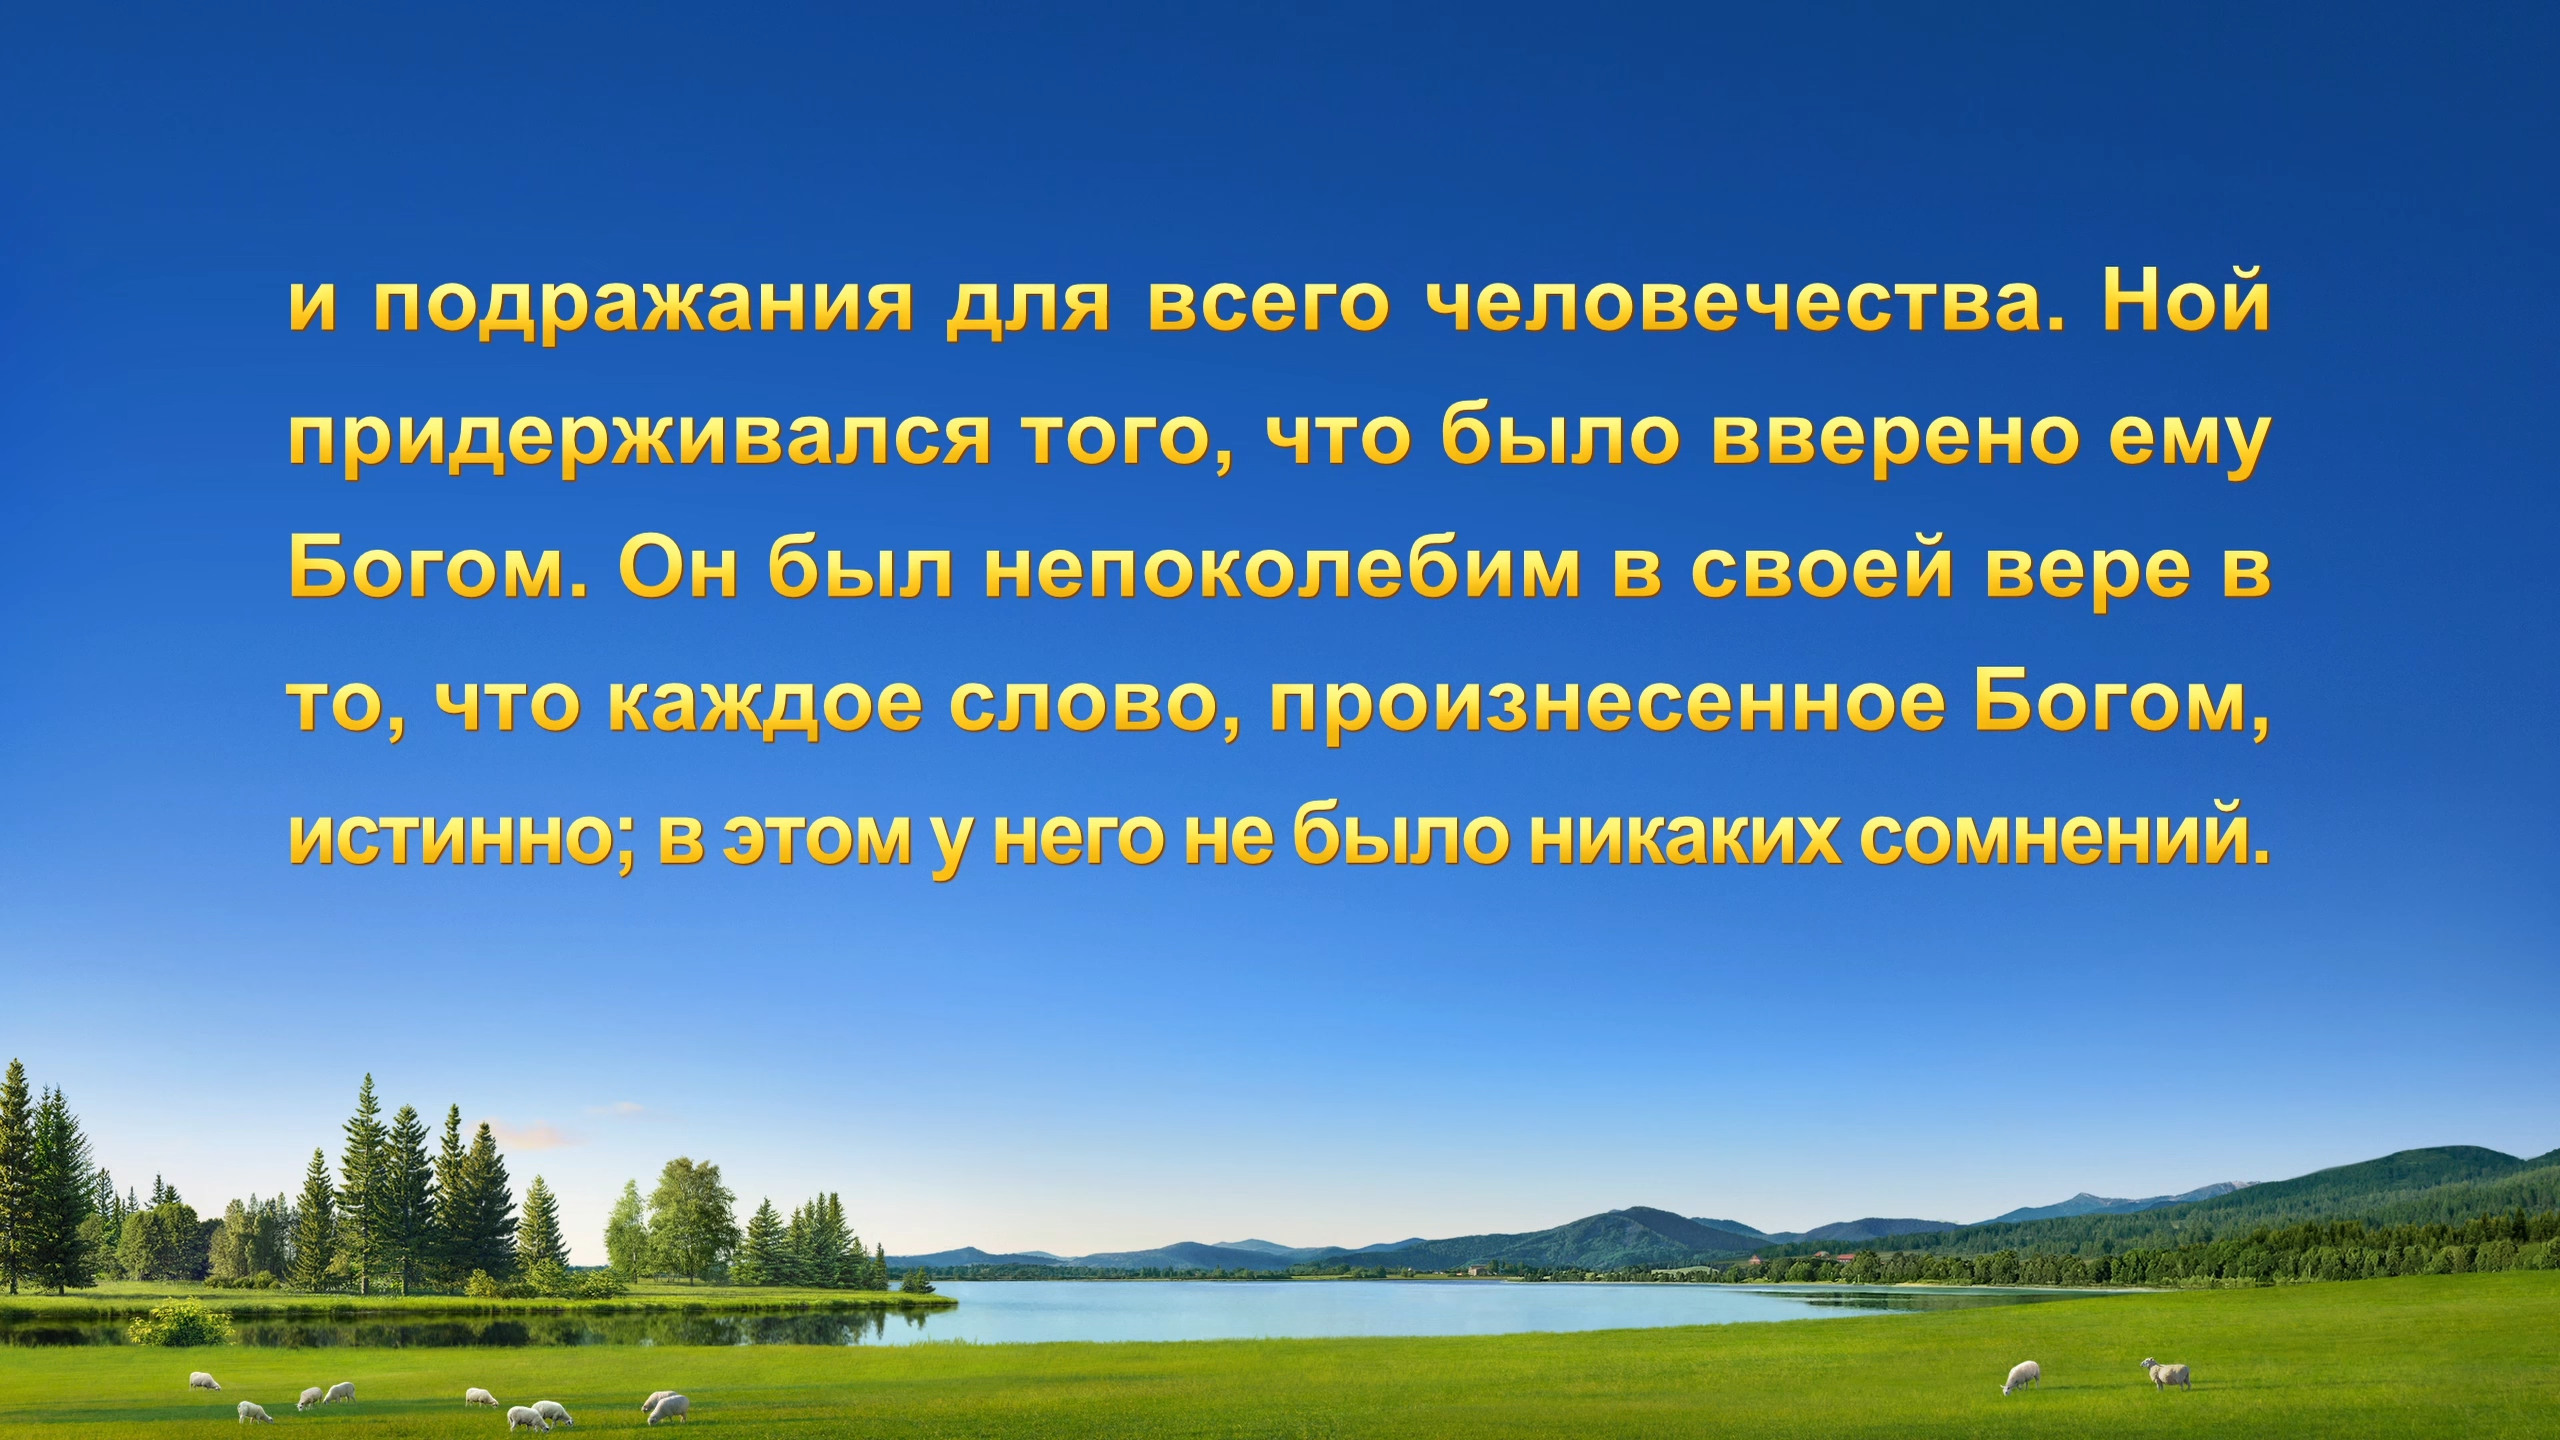 и подражания для всего человечества. Ной
придерживался того, что было вверено ему
Богом. Он был непоколебим в своей вере в
то, что каждое слово, произнесенное Богом,
истинно; в этом у него не было никаких сомнений.